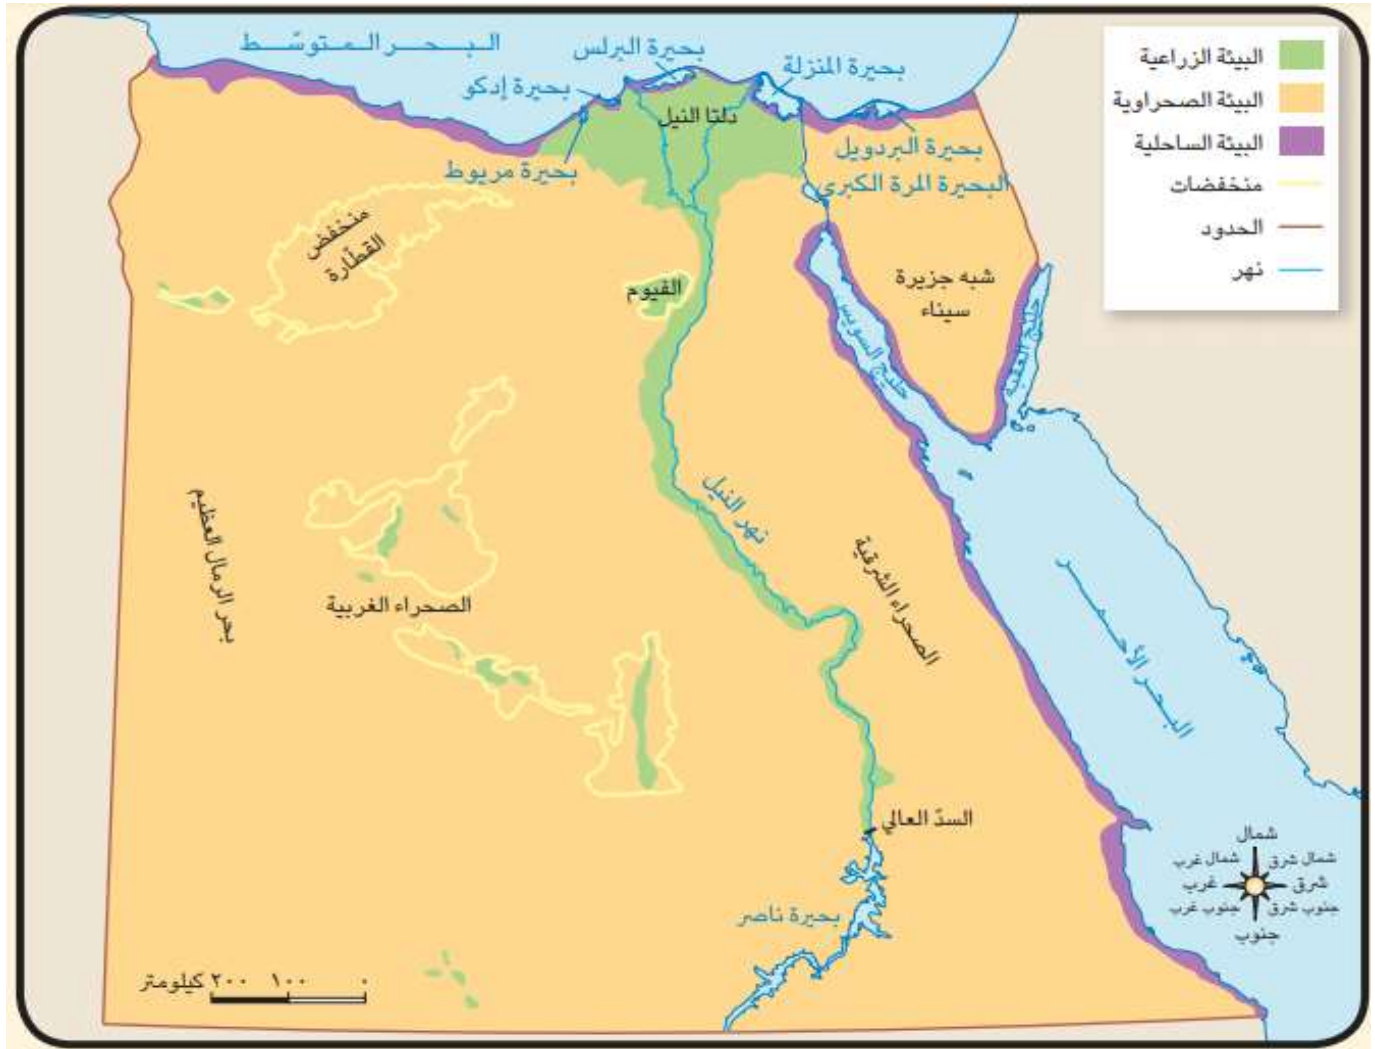 البحر المتوسّط
بحيرة البرلس
بحيرة المنزلة
بحيرة إدكو
دلتا النيل
بحيرة البردويل
بحيرة مريوط
البحيرة المرة الكبرى
منخفض
القطّارة
الفيوم
شبه جزيرة
سيناء
خليج السويس
خليج العقبة
نهر النيل
بحر الرمال العظيم
الصحراء الغربية
الصحراء الشرقية
البحر الأحمر
السدّ العالي
بحيرة ناصر
٠ ١٠٠ ٢٠٠ كيلومتر
البيئة الزراعية
البيئة الصحراوية
البيئة الساحلية
منخفضات
الحدود
نهر
شمال
شمال شرق شمال غرب
شرق غرب
جنوب شرق جنوب غرب
جنوب